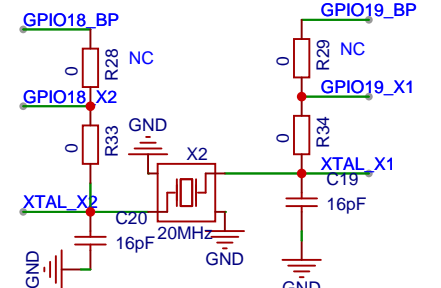 GPIO18_BP
GPIO19_BP
0
R28
NC
0
R29
NC
GPIO18_X2
GPIO19_X1
0
R33
GND
0
R34
X2
XTAL_X1
XTAL_X2
C20
C19
16pF
16pF
20MHz
GND
GND
GND